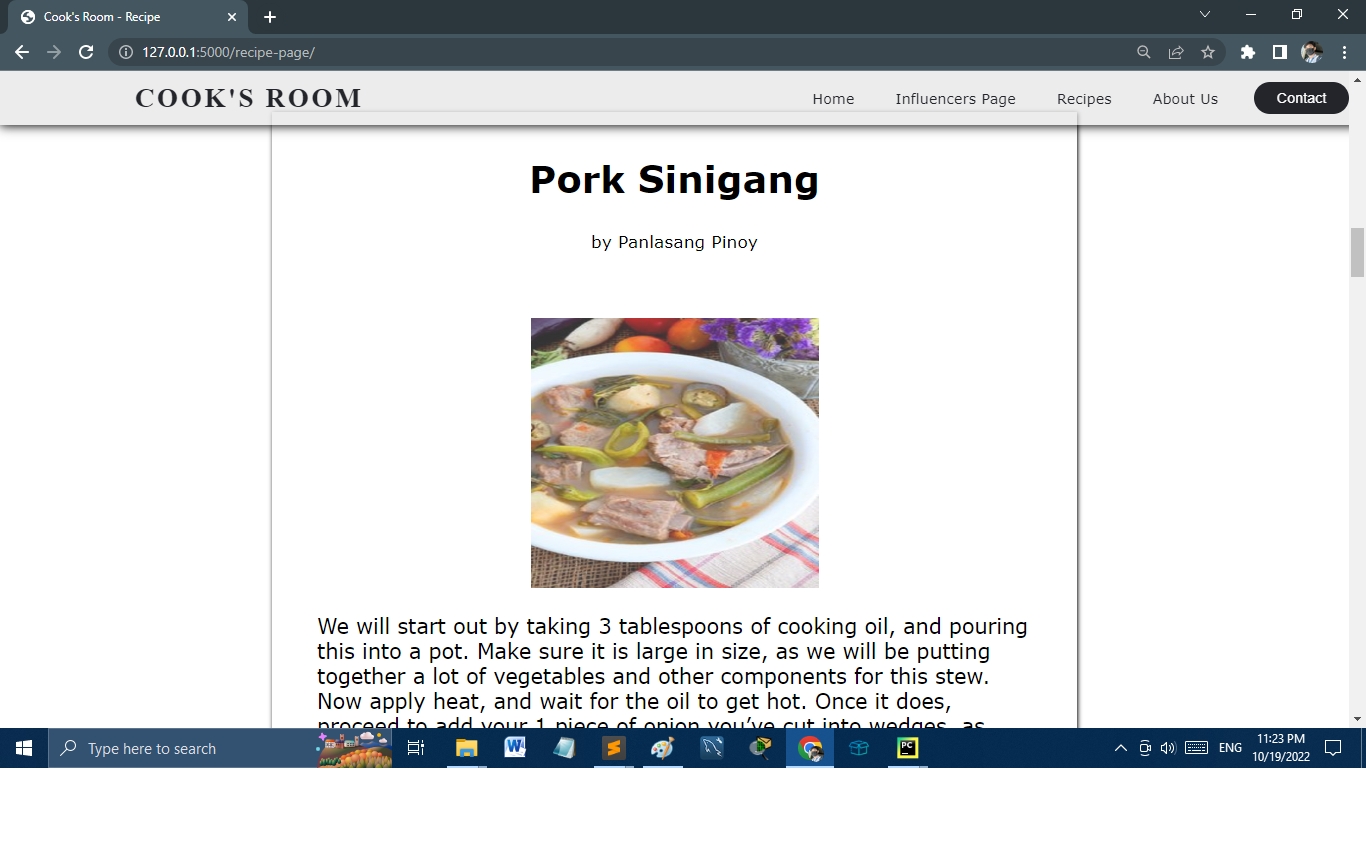 Cook's Room - Recipe
127.0.0.1:5000/recipe-page/
COOK'S ROOM
Home
Influencers Page
Recipes
About Us
Contact
Pork Sinigang
by Panlasang Pinoy
We will start out by taking 3 tablespoons of cooking oil, and pouring
this into a pot. Make sure it is large in size, as we will be putting
together a lot of vegetables and other components for this stew.
Now apply heat, and wait for the oil to get hot. Once it does,
proceed to add your 1 piece of onion you've cut into wedges, as
Type here to search
W
S
PC
ENG
11:23 PM
10/19/2022